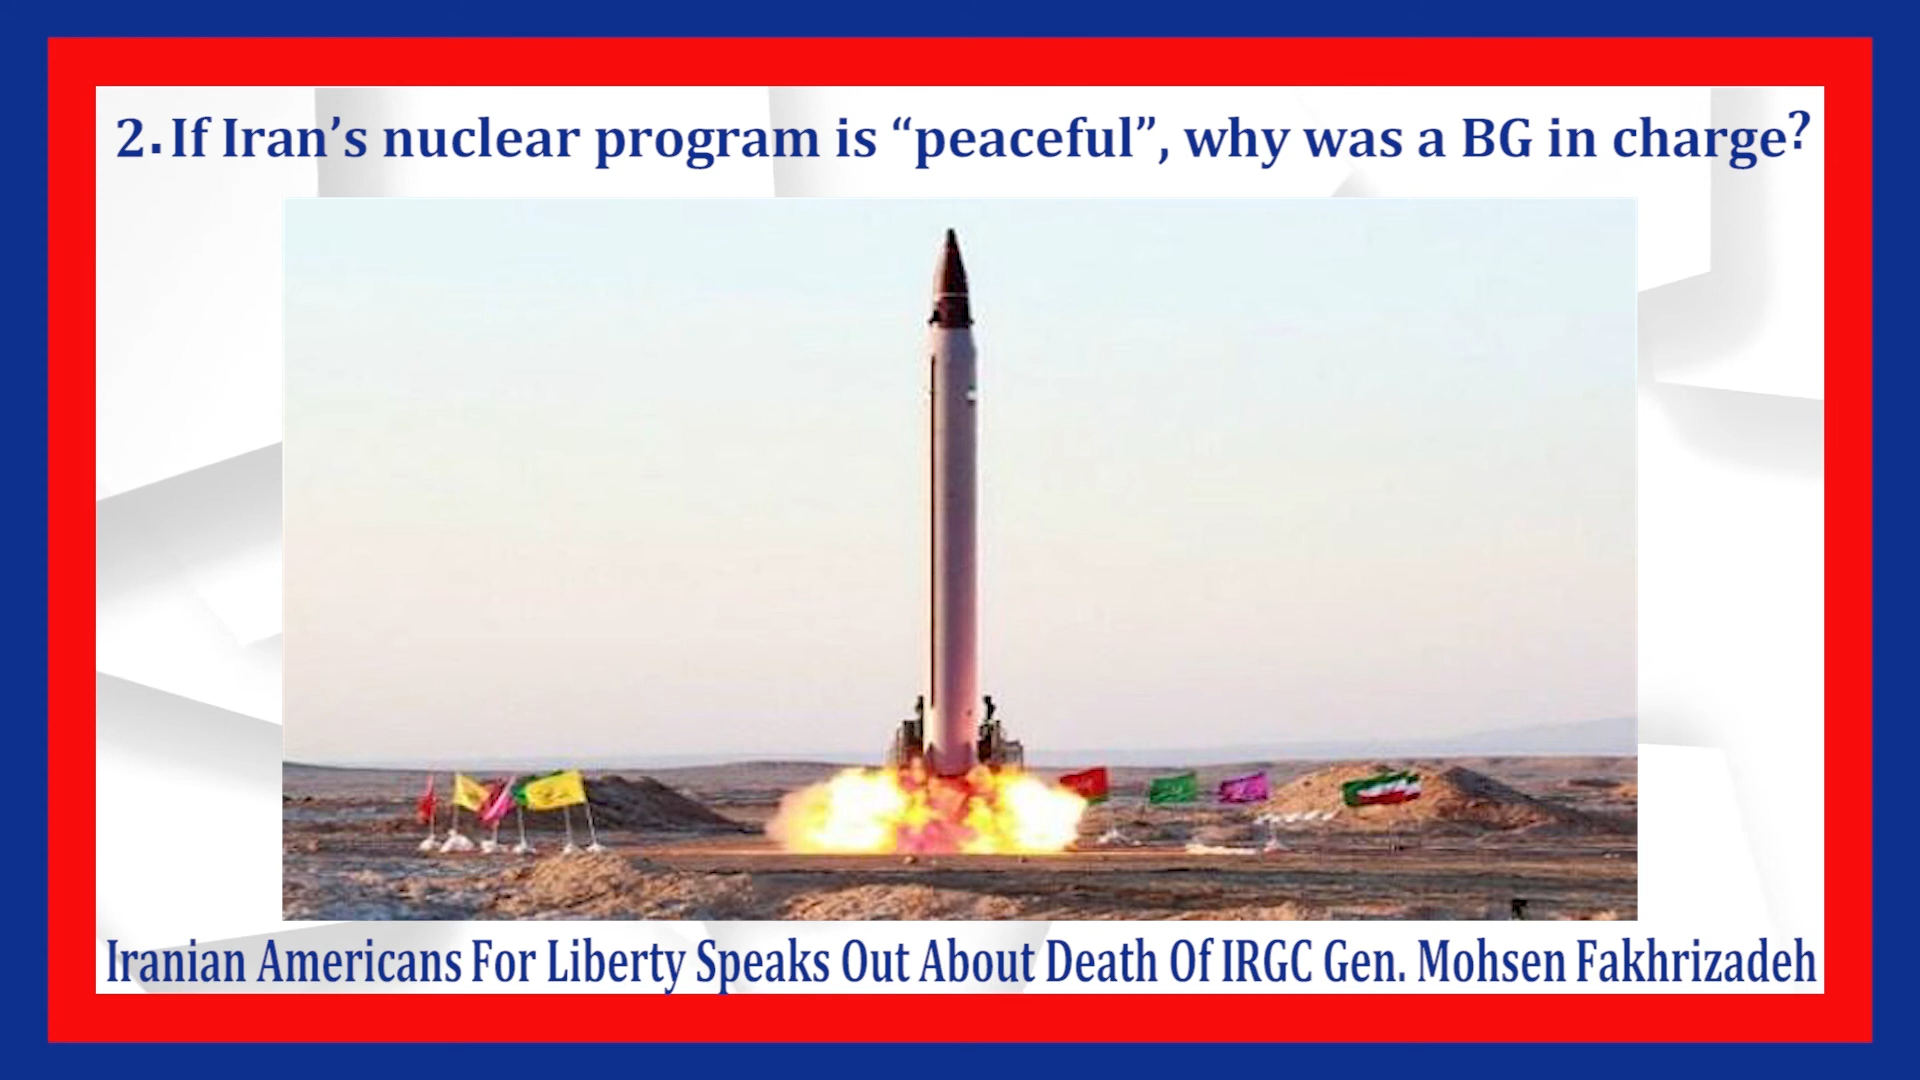 2. If Iran’s nuclear program is “peaceful”, why was a BG in charge?
Iranian Americans For Liberty Speaks Out About Death Of IRGC Gen. Mohsen Fakhrizadeh